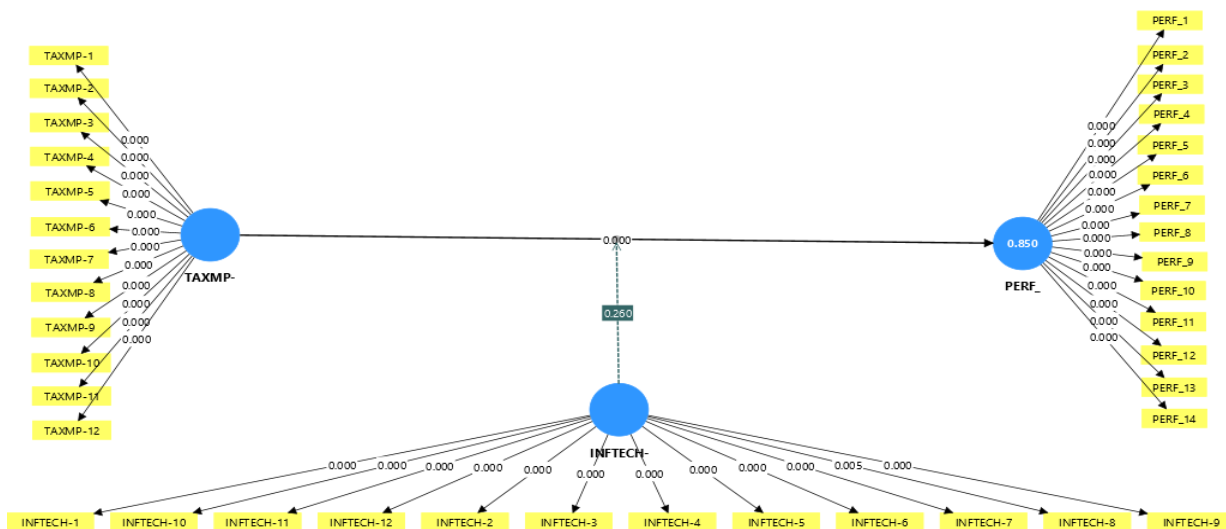 TAXMP-1
TAXMP-2
TAXMP-3
TAXMP-4
TAXMP-5
TAXMP-6
TAXMP-7
TAXMP-8
TAXMP-9
TAXMP-10
TAXMP-11
TAXMP-12
0.000
0.000
0.000
0.000
0.000
0.000
0.000
0.000
0.000
0.000
0.000
0.000
TAXMP-
0.000
0.260
0.850
PERF_
0.000
0.000
0.000
0.000
0.000
0.000
0.000
0.000
0.000
0.000
0.000
0.000
0.000
0.000
PERF_1
PERF_2
PERF_3
PERF_4
PERF_5
PERF_6
PERF_7
PERF_8
PERF_9
PERF_10
PERF_11
PERF_12
PERF_13
PERF_14
INFTECH-
0.000 0.000 0.000 0.000 0.000 0.000 0.000 0.000 0.000 0.000 0.005 0.000
INFTECH-1 INFTECH-10 INFTECH-11 INFTECH-12 INFTECH-2 INFTECH-3 INFTECH-4 INFTECH-5 INFTECH-6 INFTECH-7 INFTECH-8 INFTECH-9